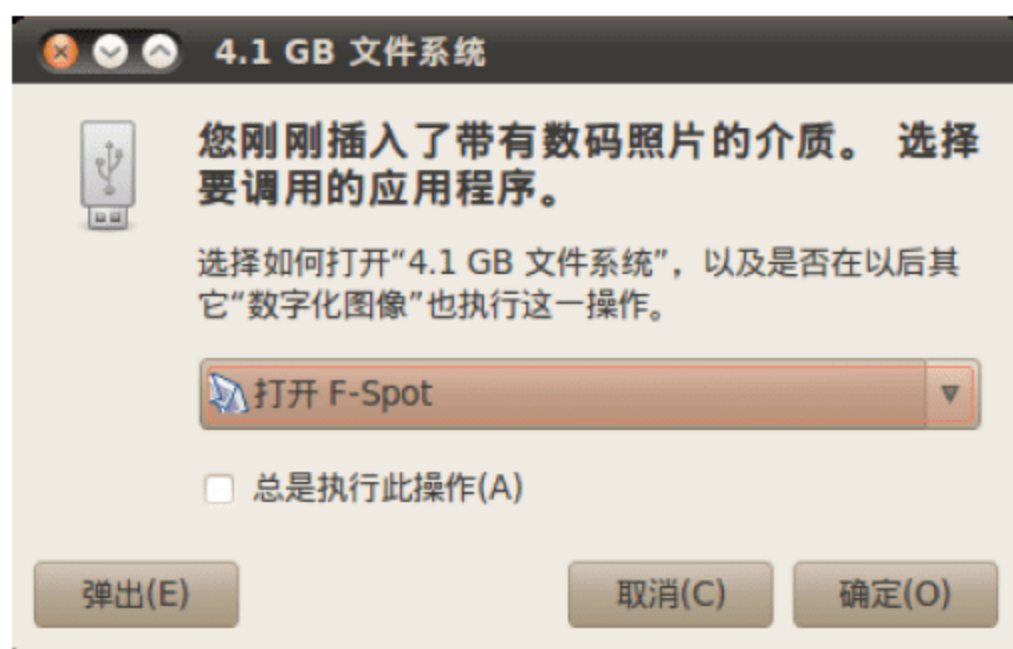 4.1 GB 文件系统
您刚刚插入了带有数码照片的介质。 选择
要调用的应用程序。
选择如何打开“4.1 GB 文件系统”，以及是否在以后其
它“数字化图像”也执行这一操作。
打开 F-Spot
总是执行此操作(A)
弹出(E) 取消(C) 确定(O)